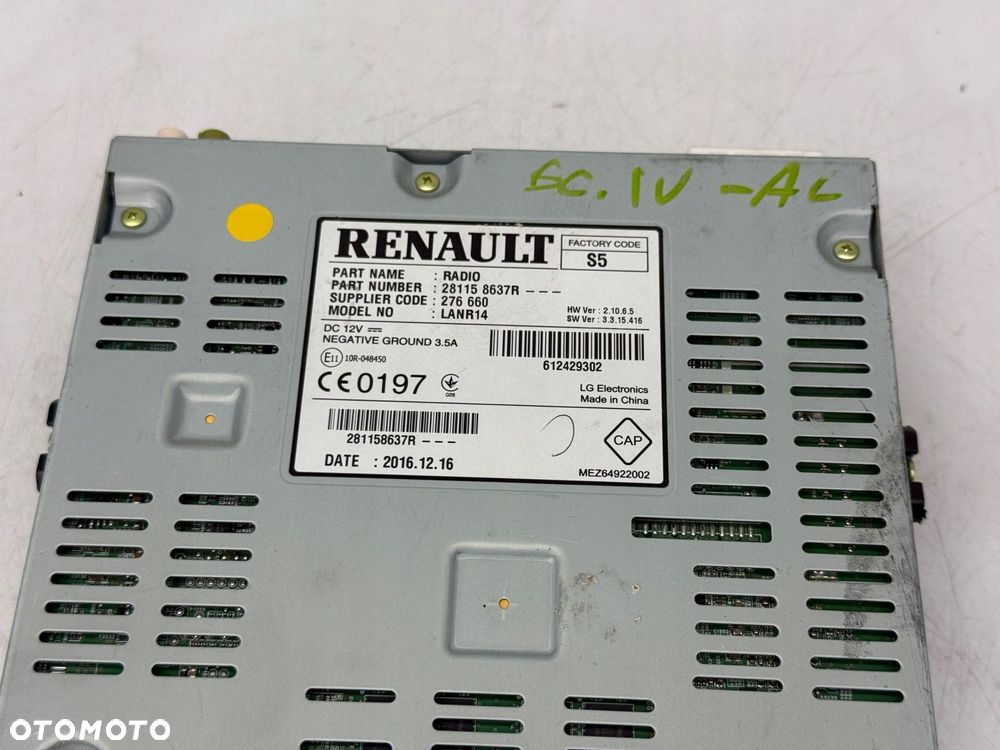 SC. IV - AL
RENAULT
FACTORY CODE
S5
PART NAME : RADIO
PART NUMBER : 28115 8637R - - -
SUPPLIER CODE : 276 660
MODEL NO : LANR14
HW Ver : 2.10.6.5
SW Ver : 3.3.15.416
DC 12V
NEGATIVE GROUND 3.5A
612429302
E11 10R-048450
CE0197
028
LG Electronics
Made in China
281158637R - - -
CAP
DATE : 2016.12.16
MEZ64922002
OTOMOTO
OTOMOTO